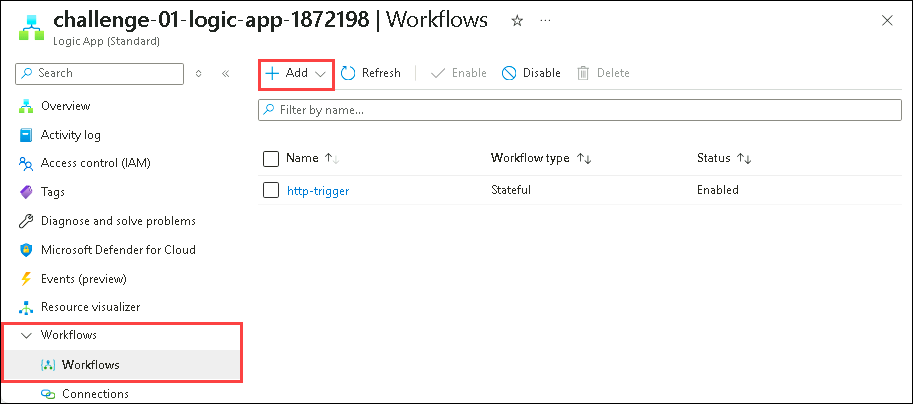 challenge-01-logic-app-1872198 | Workflows
Logic App (Standard)
Search
Add
Refresh
Enable
Disable
Delete
Filter by name...
Overview
Activity log
Access control (IAM)
Tags
Diagnose and solve problems
Microsoft Defender for Cloud
Events (preview)
Resource visualizer
Workflows
Workflows
Connections
Name Workflow type Status
http-trigger Stateful Enabled